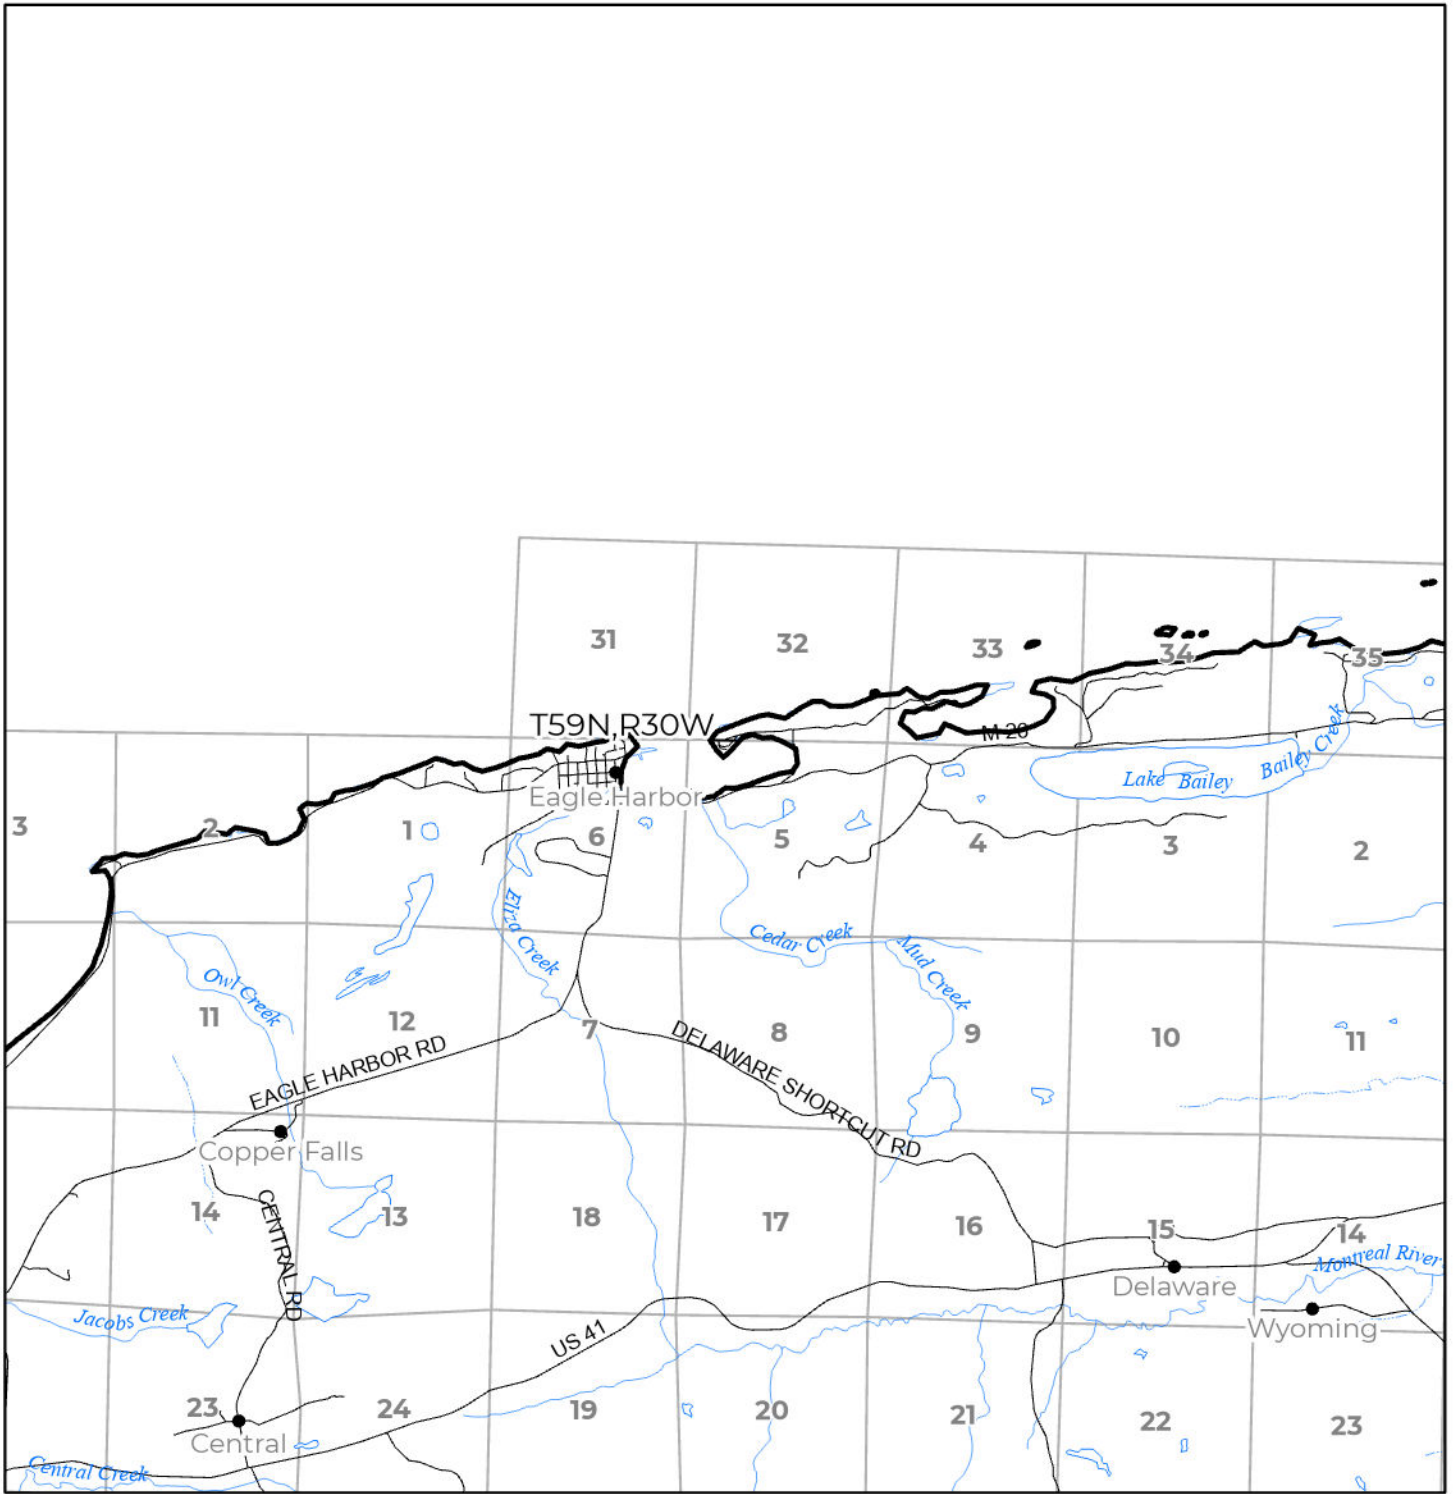 31
32
33
34
35
T59N,R30W
M 26
Eagle Harbor
Lake Bailey
Bailey Creek
3
2
1
6
5
4
3
2
Eliza Creek
Cedar Creek
Mud Creek
Owl Creek
11
12
7
8
9
10
11
EAGLE HARBOR RD
DELAWARE SHORTCUT RD
Copper Falls
14
13
18
17
16
15
14
CENTRAL RD
Montreal River
Delaware
Jacobs Creek
US 41
Wyoming
23
24
19
20
21
22
23
Central
Central Creek